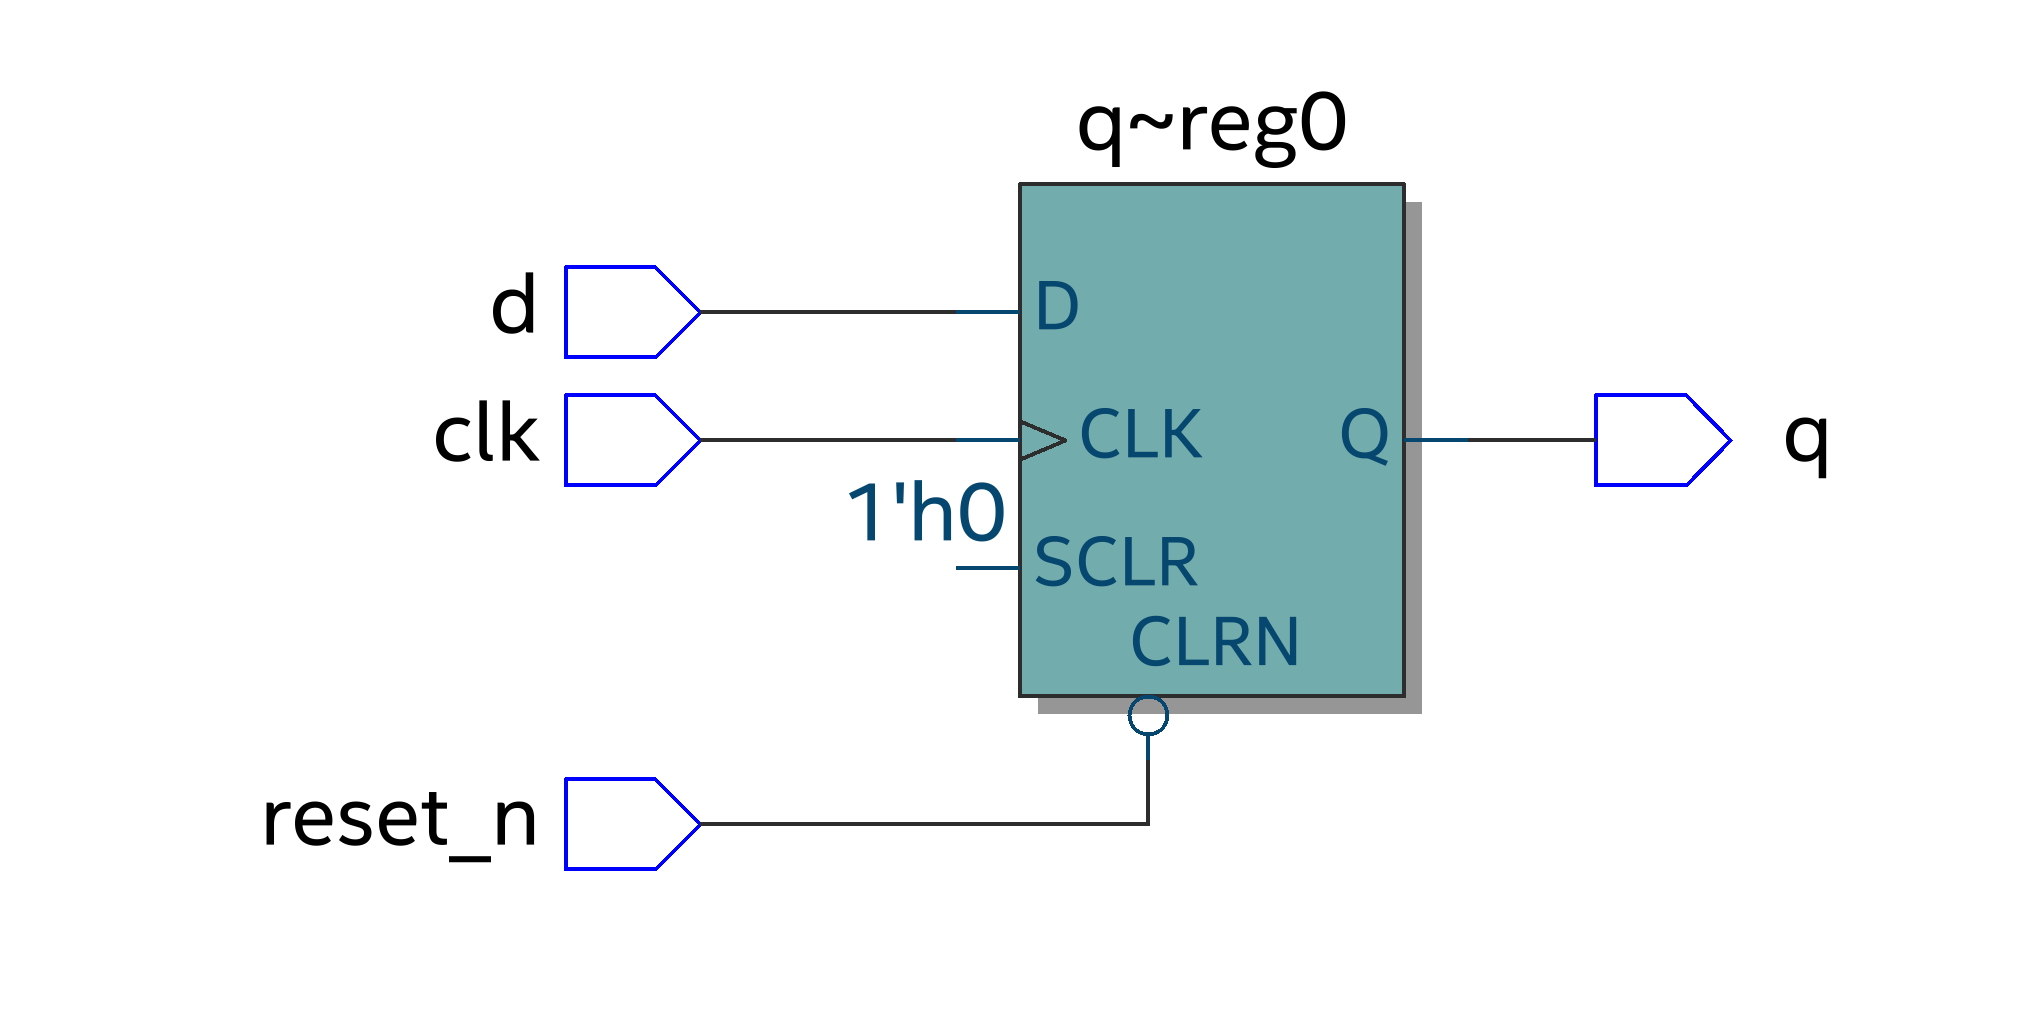 q~reg0
d
D
clk
CLK
Q
q
1'h0
SCLR
CLRN
reset_n